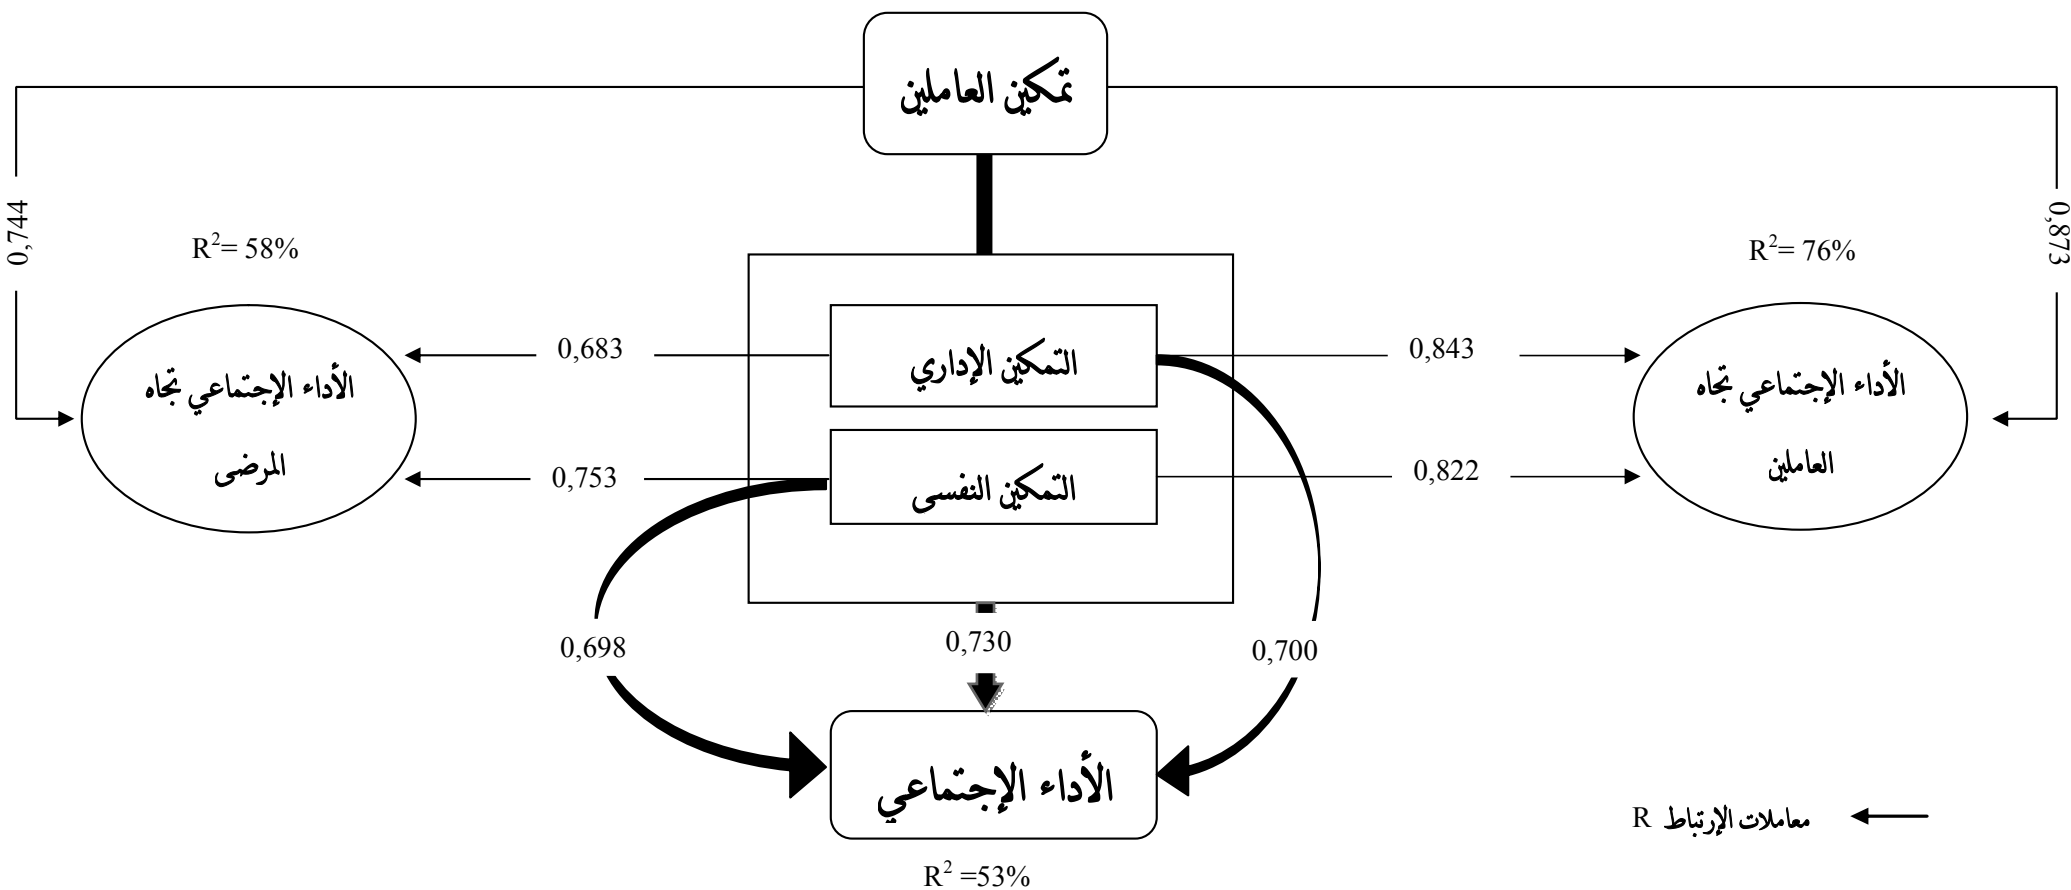 تمكين العاملين
0,744
0,873
R²= 58%
R²= 76%
التمكين الإداري
0,843
0,683
الأداء الإجتماعي تجاه
العاملين
الأداء الإجتماعي تجاه
المرضى
التمكين النفسى
0,822
0,753
0,698
0,730
0,700
الأداء الإجتماعي
R² =53%
معاملات الإرتباط R